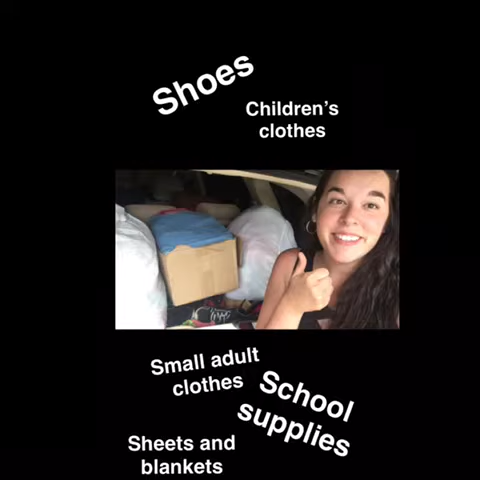 Shoes
Children's
clothes
Small adult
clothes
School
supplies
Sheets and
blankets